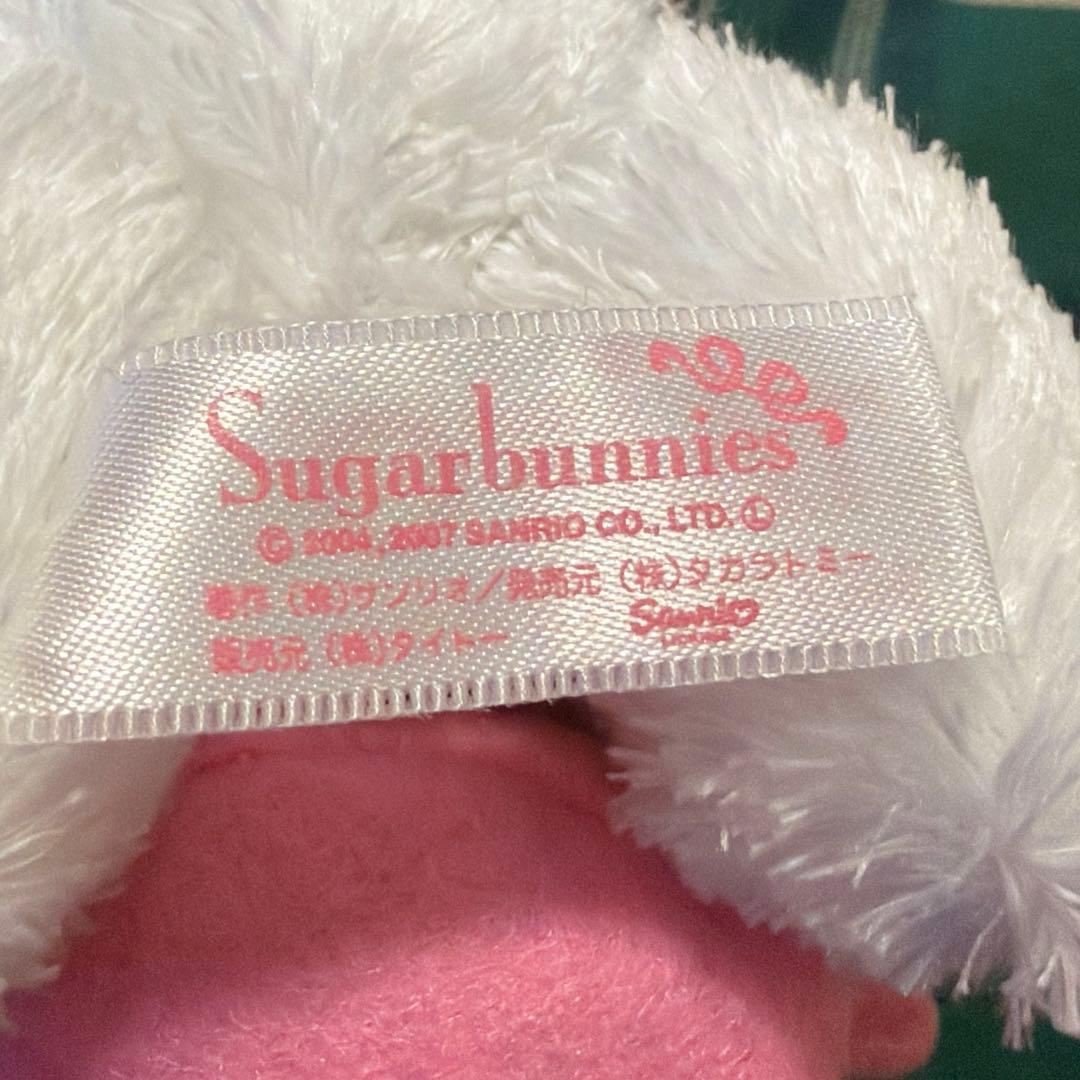 Sugarbunnies
© 2004, 2007 SANRIO CO., LTD. Ⓛ
著作 (株)サンリオ/発売元 (株)タカラトミー
販売元 (株)タイトー
Sanrio